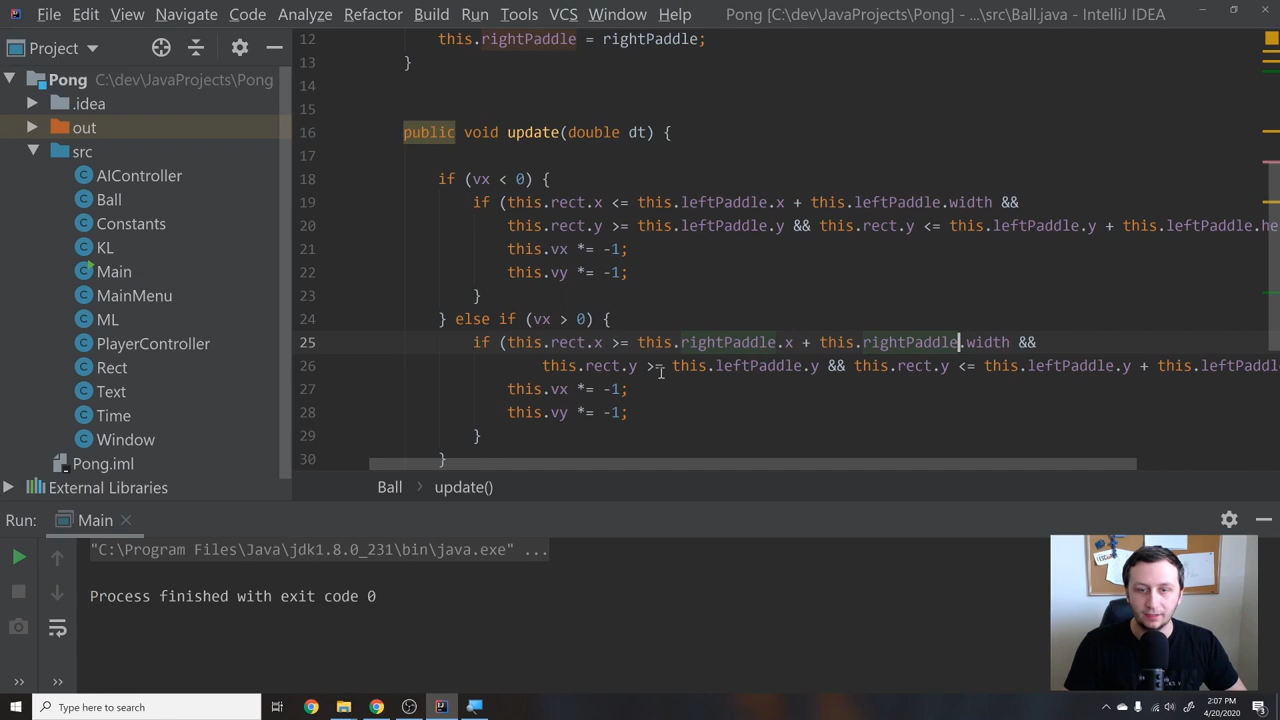 File Edit View Navigate Code Analyze Refactor Build Run Tools VCS Window Help Pong [C:\dev\JavaProjects\Pong] - ...\src\Ball.java - IntelliJ IDEA
Project
Pong C:\dev\JavaProjects\Pong
.idea
out
src
AIController
Ball
Constants
KL
Main
MainMenu
ML
PlayerController
Rect
Text
Time
Window
Pong.iml
External Libraries
12 this.rightPaddle = rightPaddle;
13 }
14
15
16 public void update(double dt) {
17
18 if (vx < 0) {
19 if (this.rect.x <= this.leftPaddle.x + this.leftPaddle.width &&
20 this.rect.y >= this.leftPaddle.y && this.rect.y <= this.leftPaddle.y + this.leftPaddle.he
21 this.vx *= -1;
22 this.vy *= -1;
23 }
24 } else if (vx > 0) {
25 if (this.rect.x >= this.rightPaddle.x + this.rightPaddle.width &&
26 this.rect.y >= this.leftPaddle.y && this.rect.y <= this.leftPaddle.y + this.leftPaddl
27 this.vx *= -1;
28 this.vy *= -1;
29 }
30 }
Ball › update()
Run: Main
"C:\Program Files\Java\jdk1.8.0_231\bin\java.exe" ...
Process finished with exit code 0
Type here to search
2:07 PM
4/20/2020